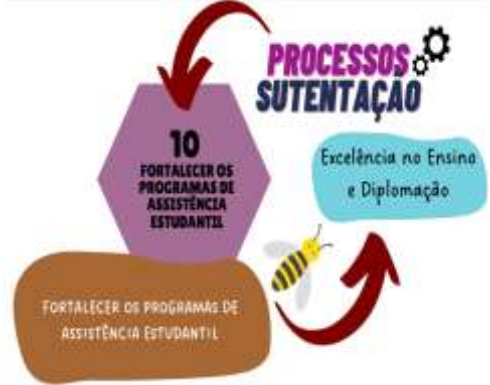 PROCESSOS
SUTENTAÇÃO
10
FORTALECER OS
PROGRAMAS DE
ASSISTÊNCIA
ESTUDANTIL
Excelência no Ensino
e Diplomação
FORTALECER OS PROGRAMAS DE
ASSISTÊNCIA ESTUDANTIL